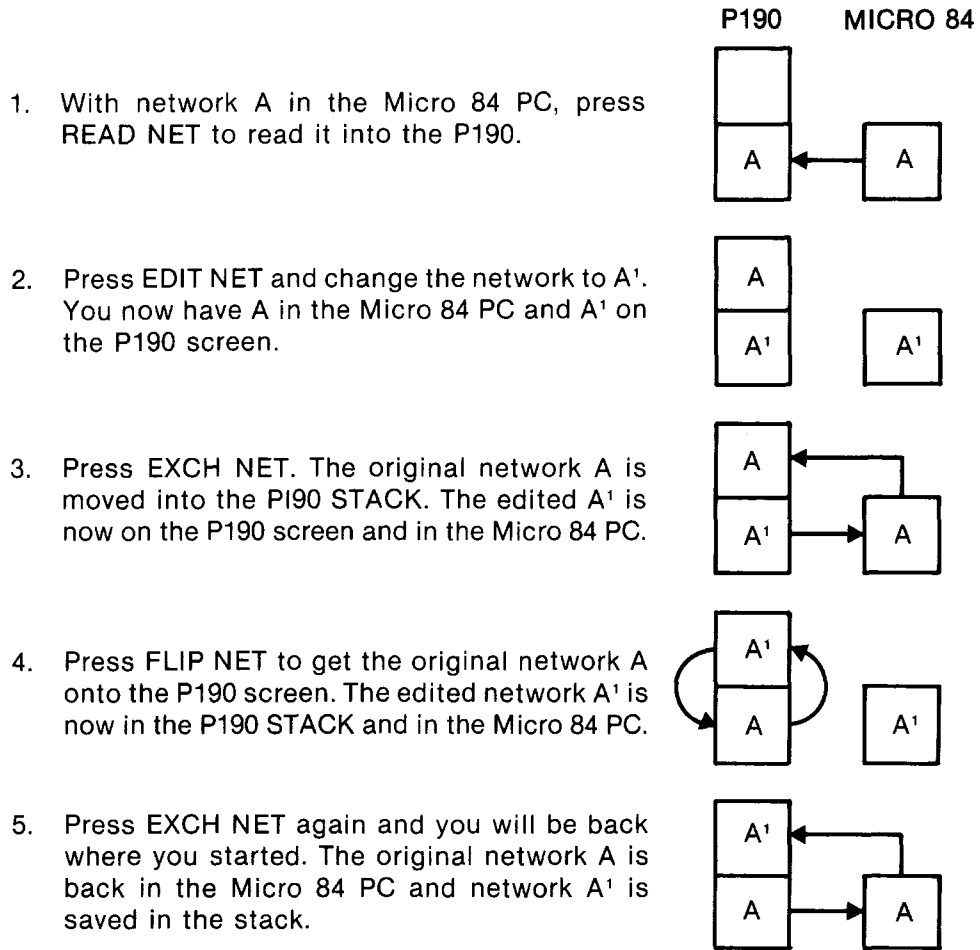 P190 MICRO 84
1. With network A in the Micro 84 PC, press
READ NET to read it into the P190.
A A
2. Press EDIT NET and change the network to A¹.
You now have A in the Micro 84 PC and A¹ on
the P190 screen.
A
A¹ A¹
3. Press EXCH NET. The original network A is
moved into the PI90 STACK. The edited A¹ is
now on the P190 screen and in the Micro 84 PC.
A
A¹ A
4. Press FLIP NET to get the original network A
onto the P190 screen. The edited network A¹ is
now in the P190 STACK and in the Micro 84 PC.
A¹
A A¹
5. Press EXCH NET again and you will be back
where you started. The original network A is
back in the Micro 84 PC and network A¹ is
saved in the stack.
A¹
A A